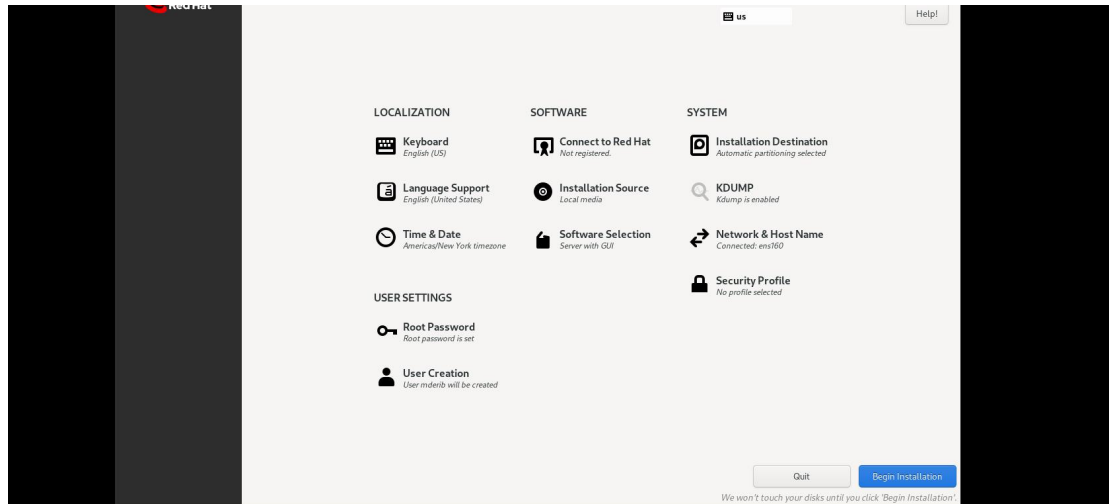 Red Hat
us
Help!
LOCALIZATION
Keyboard
English (US)
Language Support
English (United States)
Time & Date
Americas/New York timezone
USER SETTINGS
Root Password
Root password is set
User Creation
User mderib will be created
SOFTWARE
Connect to Red Hat
Not registered.
Installation Source
Local media
Software Selection
Server with GUI
SYSTEM
Installation Destination
Automatic partitioning selected
KDUMP
Kdump is enabled
Network & Host Name
Connected: ens160
Security Profile
No profile selected
Quit
Begin Installation
We won't touch your disks until you click 'Begin Installation'.